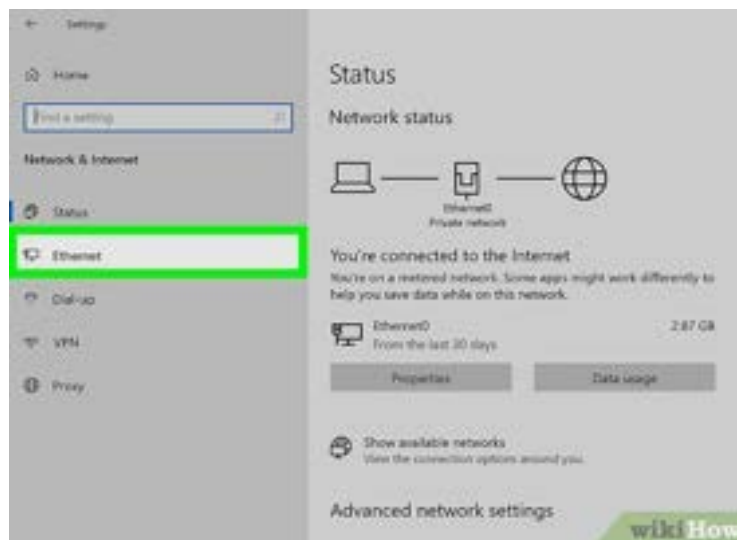 Settings
Home
Find a setting
Network & Internet
Status
Ethernet
Dial-up
VPN
Proxy
Status
Network status
Ethernet0
Private network
You're connected to the Internet
You're on a metered network. Some apps might work differently to
help you save data while on this network.
Ethernet0
2.87 GB
From the last 30 days
Properties
Data usage
Show available networks
View the connection options around you.
Advanced network settings
wikiHow